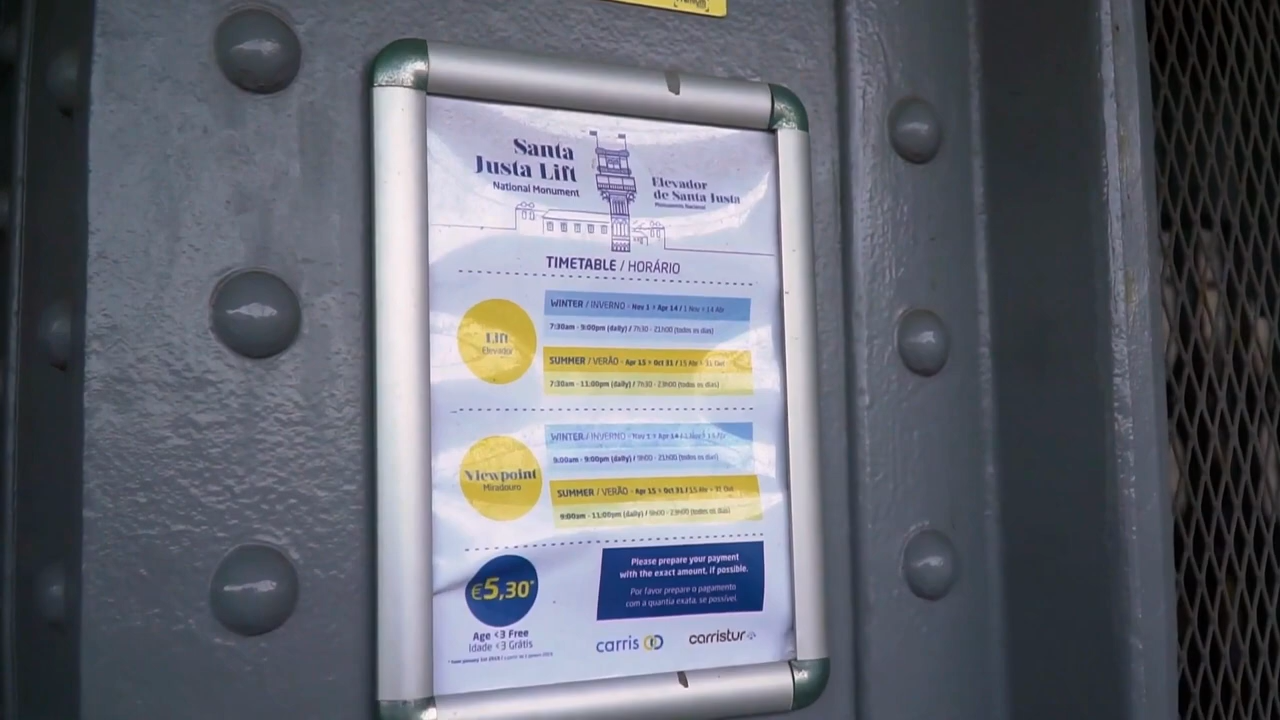 Santa
Justa Lift
National Monument
Elevador
de Santa Justa
Monumento Nacional
TIMETABLE / HORÁRIO
Lift
Elevador
WINTER / INVERNO - Nov 1 > Apr 14 / 1 Nov > 14 Abr
7:30am - 9:00pm (daily) / 7h30 - 21h00 (todos os dias)
SUMMER / VERÃO - Apr 15 > Oct 31 / 15 Abr > 31 Out
7:30am - 11:00pm (daily) / 7h30 - 23h00 (todos os dias)
Viewpoint
Miradouro
WINTER / INVERNO - Nov 1 > Apr 14 / 1 Nov > 14 Abr
9:00am - 9:00pm (daily) / 9h00 - 21h00 (todos os dias)
SUMMER / VERÃO - Apr 15 > Oct 31 / 15 Abr > 31 Out
9:00am - 11:00pm (daily) / 9h00 - 23h00 (todos os dias)
€5,30*
Age <3 Free
Idade <3 Grátis
Please prepare your payment
with the exact amount, if possible.
Por favor prepare o pagamento
com a quantia exata, se possível.
carris
carristur